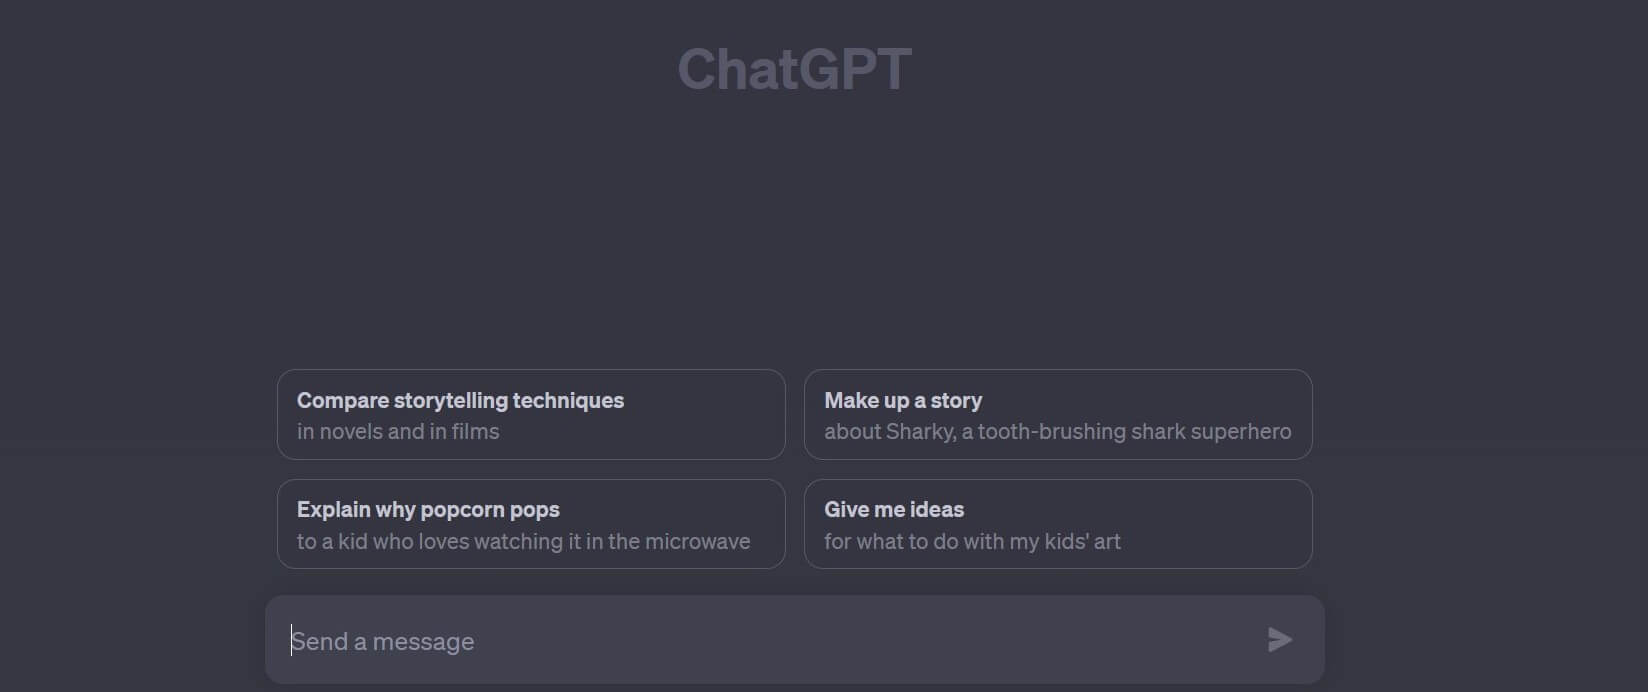 ChatGPT
Compare storytelling techniques
in novels and in films
Make up a story
about Sharky, a tooth-brushing shark superhero
Explain why popcorn pops
to a kid who loves watching it in the microwave
Give me ideas
for what to do with my kids' art
Send a message